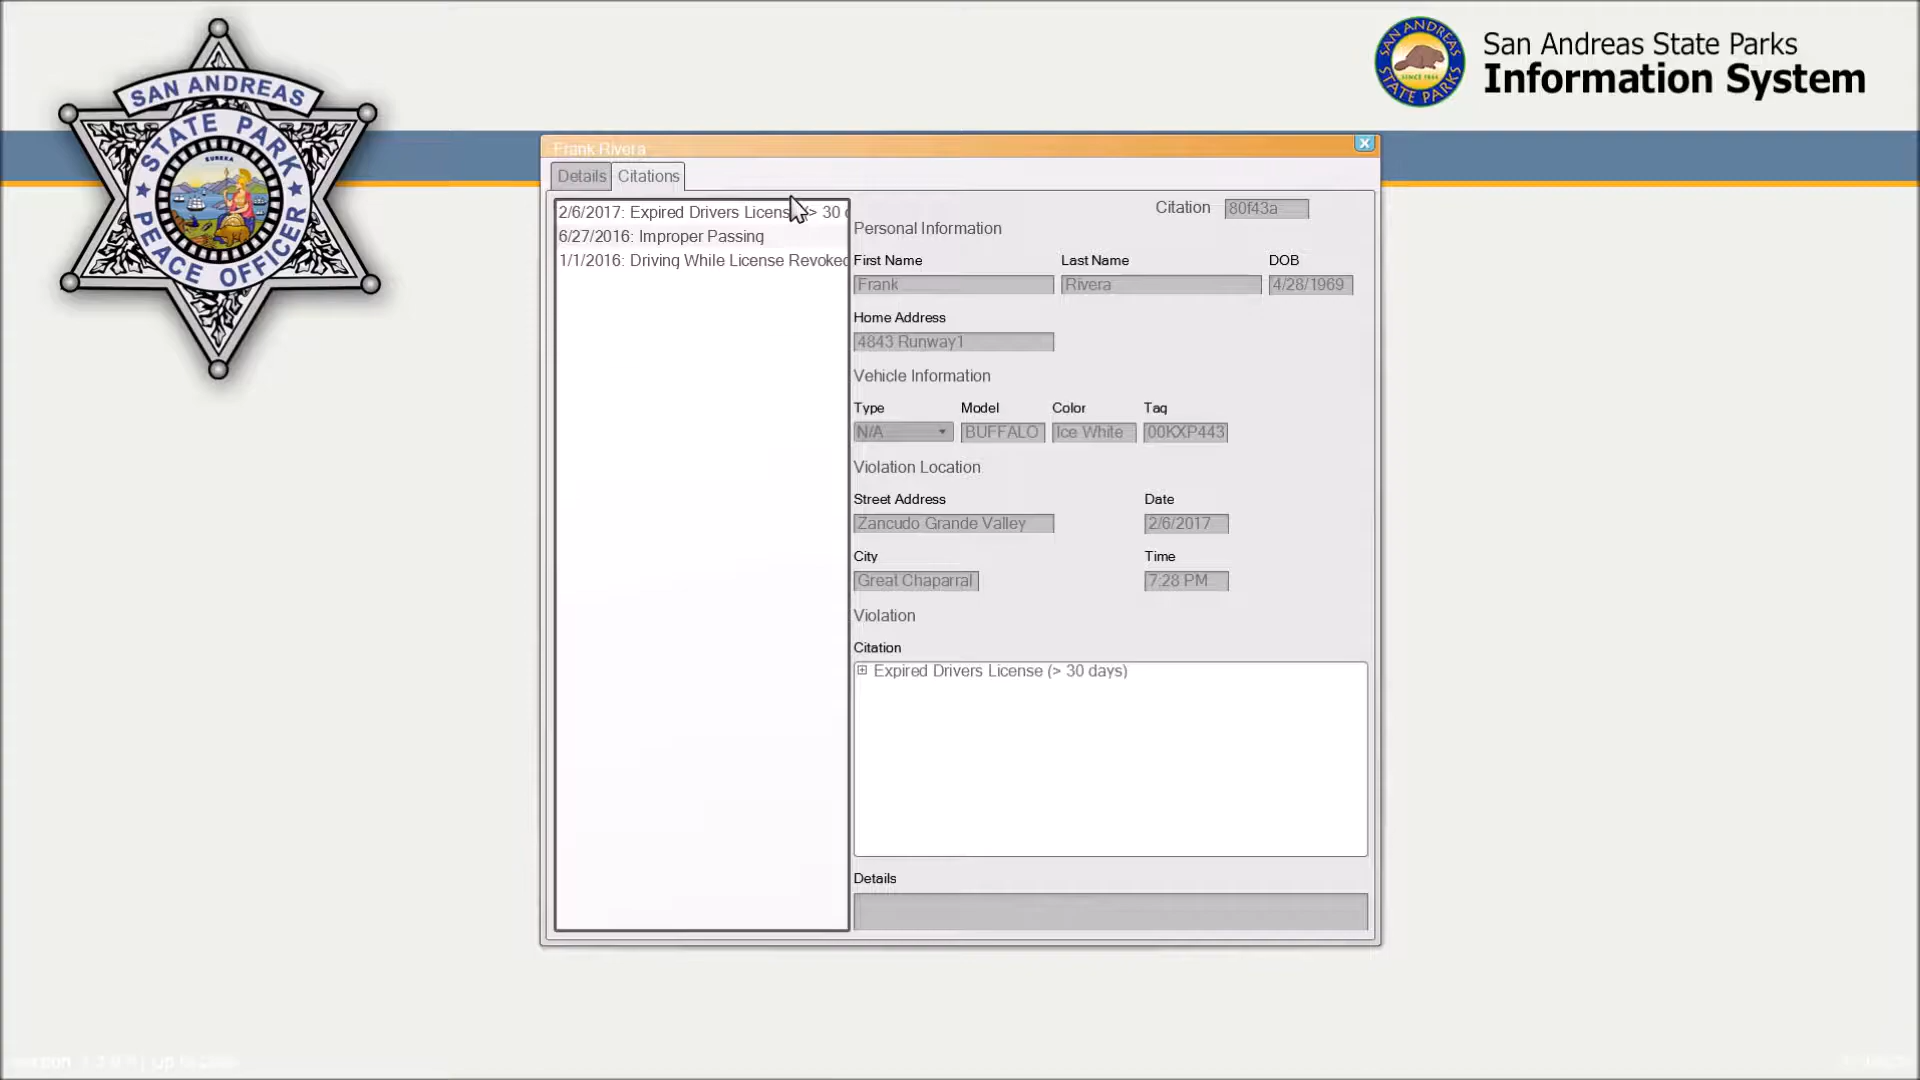 SAN ANDREAS
STATE PARK
EUREKA
PEACE OFFICER
SAN ANDREAS
STATE PARKS
SINCE 1864
San Andreas State Parks
Information System
Frank Rivera
Details Citations
2/6/2017: Expired Drivers License (> 30 d
6/27/2016: Improper Passing
1/1/2016: Driving While License Revoked
Citation 80f43a
Personal Information
First Name Last Name DOB
Frank Rivera 4/28/1969
Home Address
4843 Runway1
Vehicle Information
Type Model Color Tag
N/A BUFFALO Ice White 00KXP443
Violation Location
Street Address Date
Zancudo Grande Valley 2/6/2017
City Time
Great Chaparral 7:28 PM
Violation
Citation
Expired Drivers License (> 30 days)
Details